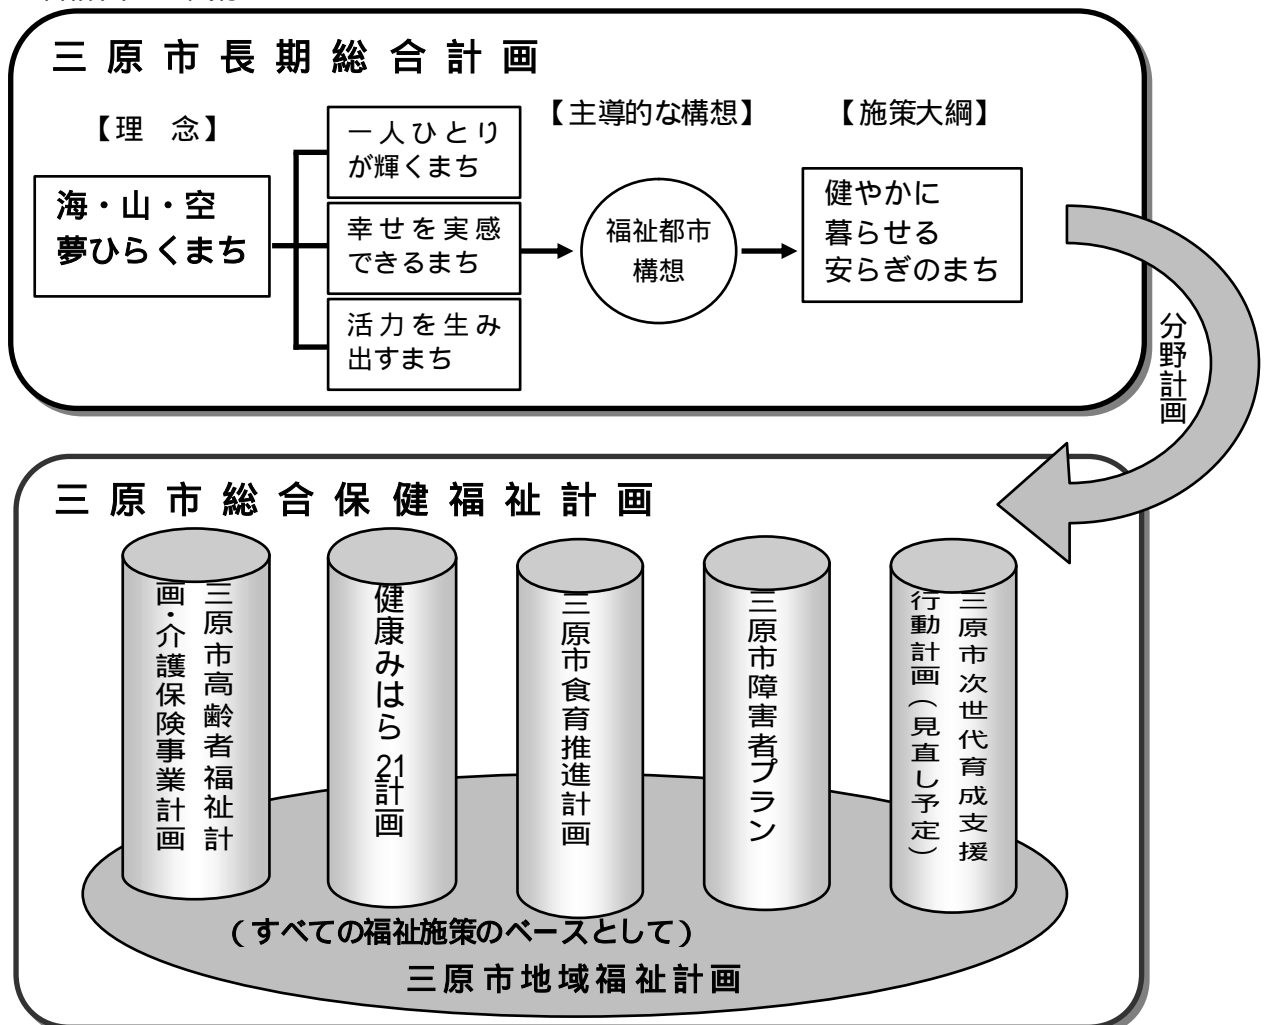 三原市長期総合計画
【理　念】
海・山・空
夢ひらくまち
一人ひとり
が輝くまち
幸せを実感
できるまち
活力を生み
出すまち
【主導的な構想】
福祉都市
構想
【施策大綱】
健やかに
暮らせる
安らぎのまち
分野計画
三原市総合保健福祉計画
三原市高齢者福祉計
画・介護保険事業計画
健康みはら21計画
三原市食育推進計画
三原市障害者プラン
三原市次世代育成支援
行動計画（見直し予定）
（すべての福祉施策のベースとして）
三原市地域福祉計画